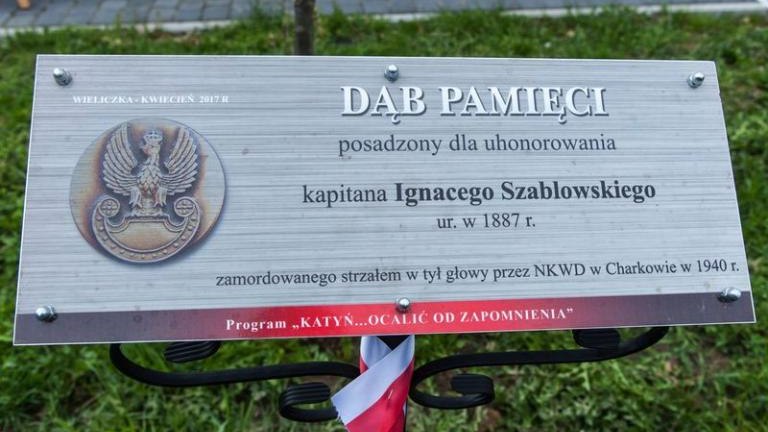 WIELICZKA - KWIECIEŃ 2017 R
DĄB PAMIĘCI
posadzony dla uhonorowania
kapitana Ignacego Szablowskiego
ur. w 1887 r.
zamordowanego strzałem w tył głowy przez NKWD w Charkowie w 1940 r.
Program „KATYŃ...OCALIĆ OD ZAPOMNIENIA”